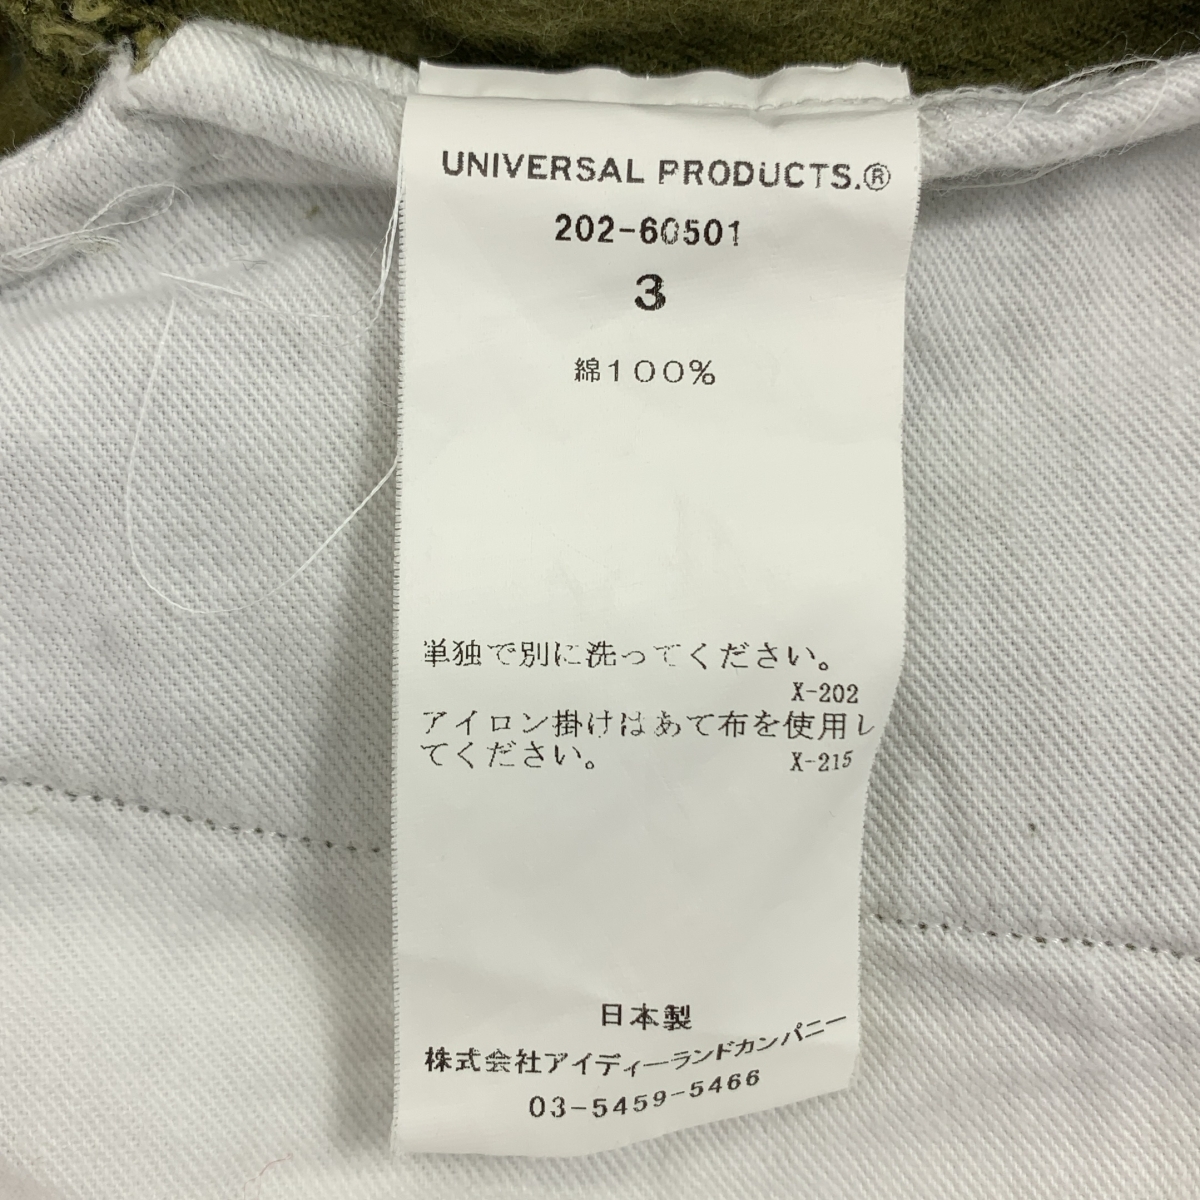 UNIVERSAL PRODUCTS.®
202-60501
3
綿100%
単独で別に洗ってください。
X-202
アイロン掛けはあて布を使用し
てください。
X-215
日本製
株式会社アイディーランドカンパニー
03-5459-5466